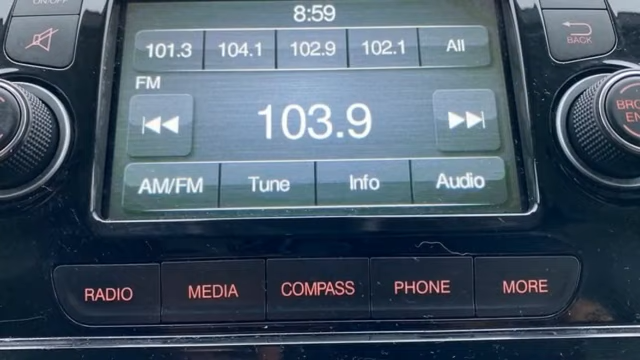 ON/OFF
8:59
101.3 104.1 102.9 102.1 All
BACK
FM
103.9
AM/FM Tune Info Audio
RADIO MEDIA COMPASS PHONE MORE